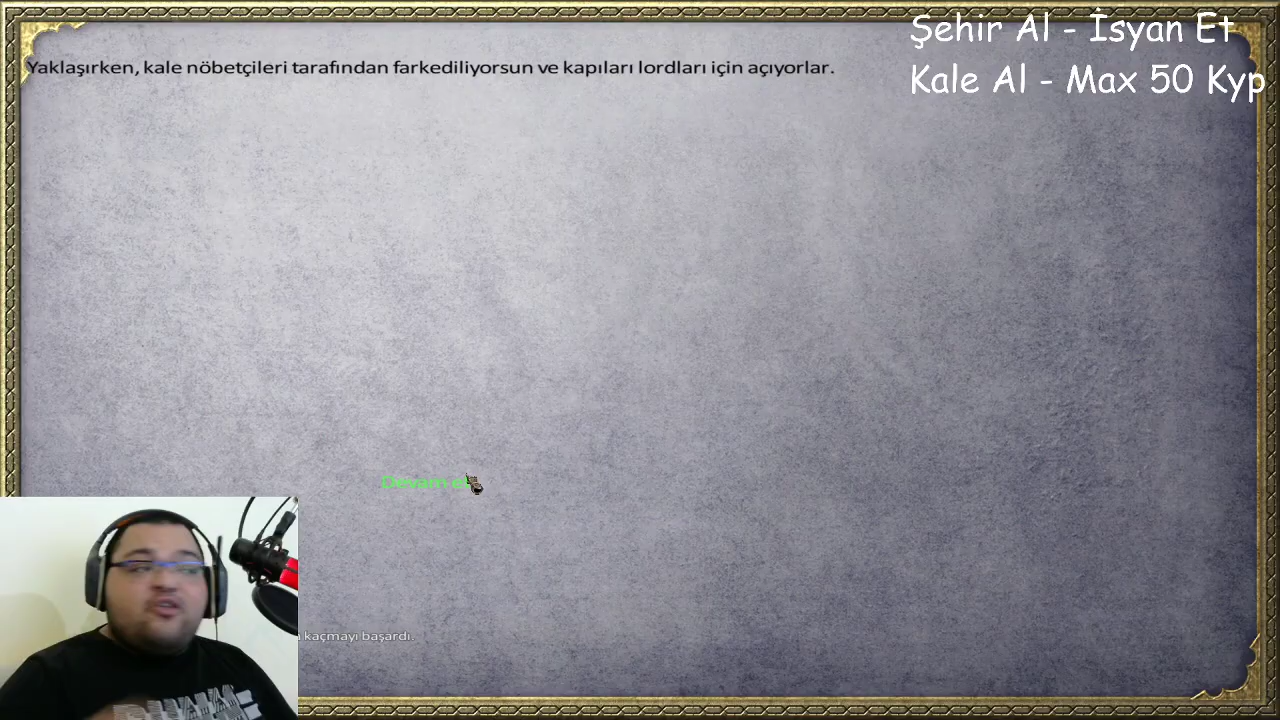 Şehir Al - İsyan Et
Kale Al - Max 50 Kyp
Yaklaşırken, kale nöbetçileri tarafından farkediliyorsun ve kapıları lordları için açıyorlar.
Devam
kaçmayı başardı.